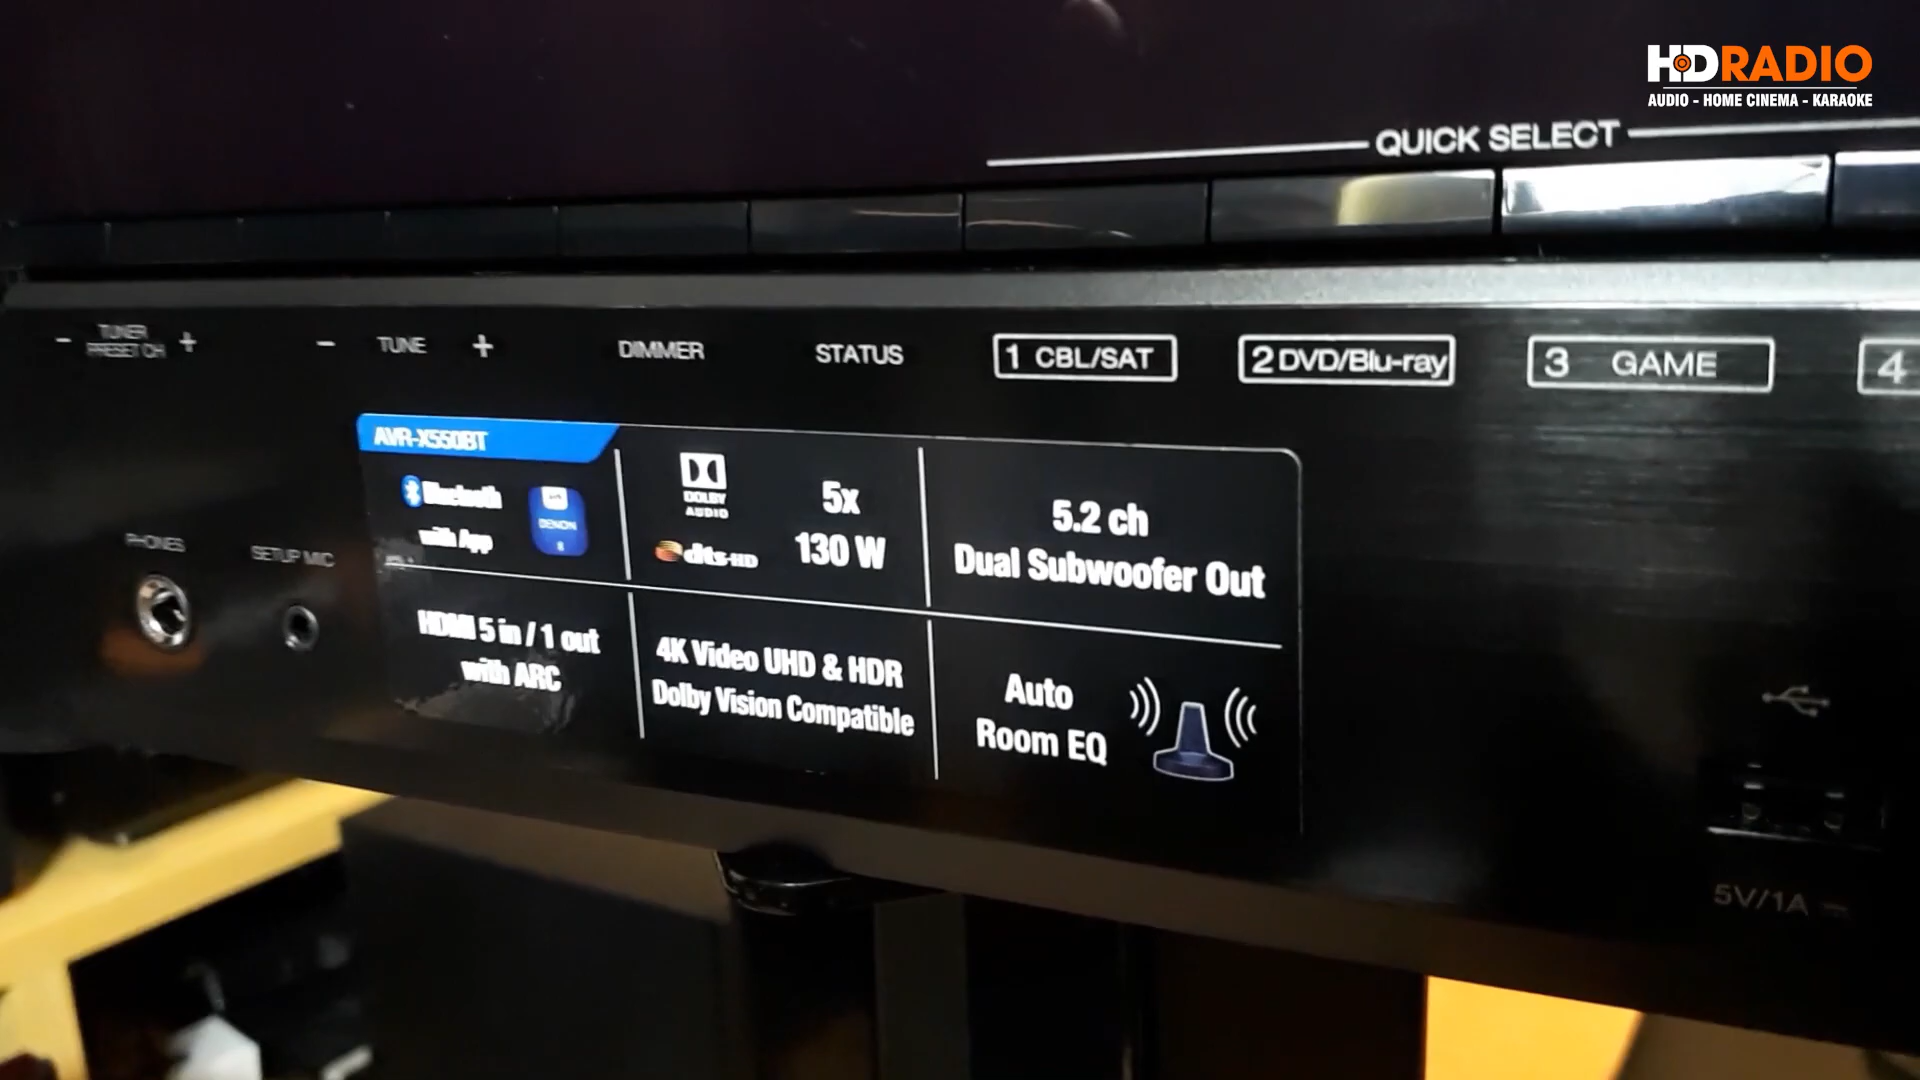 HDRADIO
AUDIO - HOME CINEMA - KARAOKE
QUICK SELECT
- TUNER PRESET CH +
- TUNE +
DIMMER
STATUS
1 CBL/SAT
2 DVD/Blu-ray
3 GAME
4
AVR-X550BT
Bluetooth
with App
DENON
DOLBY
AUDIO
dts-HD
5x
130 W
5.2 ch
Dual Subwoofer Out
PHONES
SETUP MIC
HDMI 5 in / 1 out
with ARC
4K Video UHD & HDR
Dolby Vision Compatible
Auto
Room EQ
5V/1A